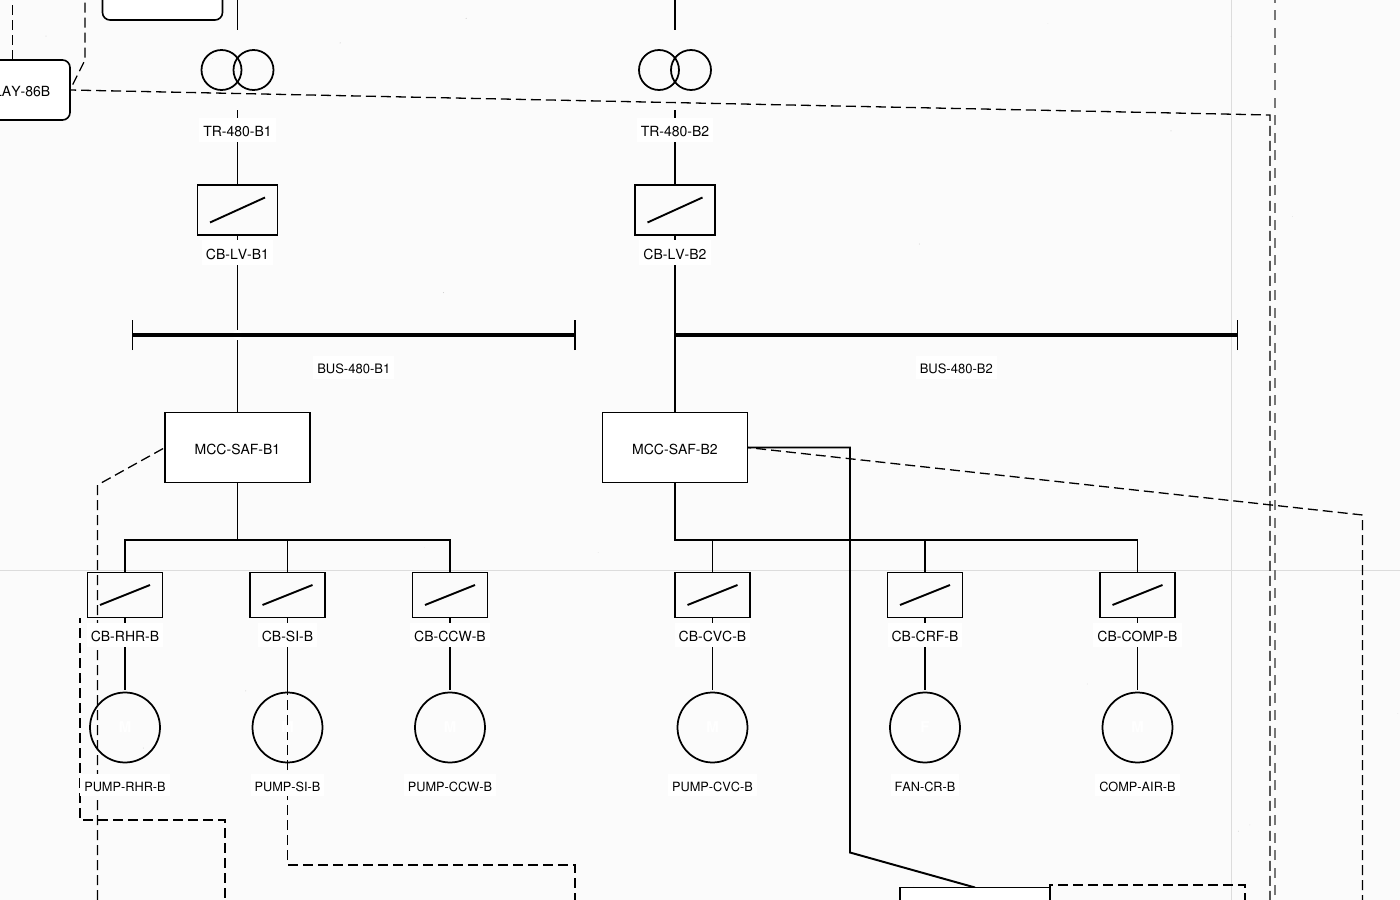 LAY-86B
TR-480-B1
TR-480-B2
CB-LV-B1
CB-LV-B2
BUS-480-B1
BUS-480-B2
MCC-SAF-B1
MCC-SAF-B2
CB-RHR-B
CB-SI-B
CB-CCW-B
CB-CVC-B
CB-CRF-B
CB-COMP-B
PUMP-RHR-B
PUMP-SI-B
PUMP-CCW-B
PUMP-CVC-B
FAN-CR-B
COMP-AIR-B